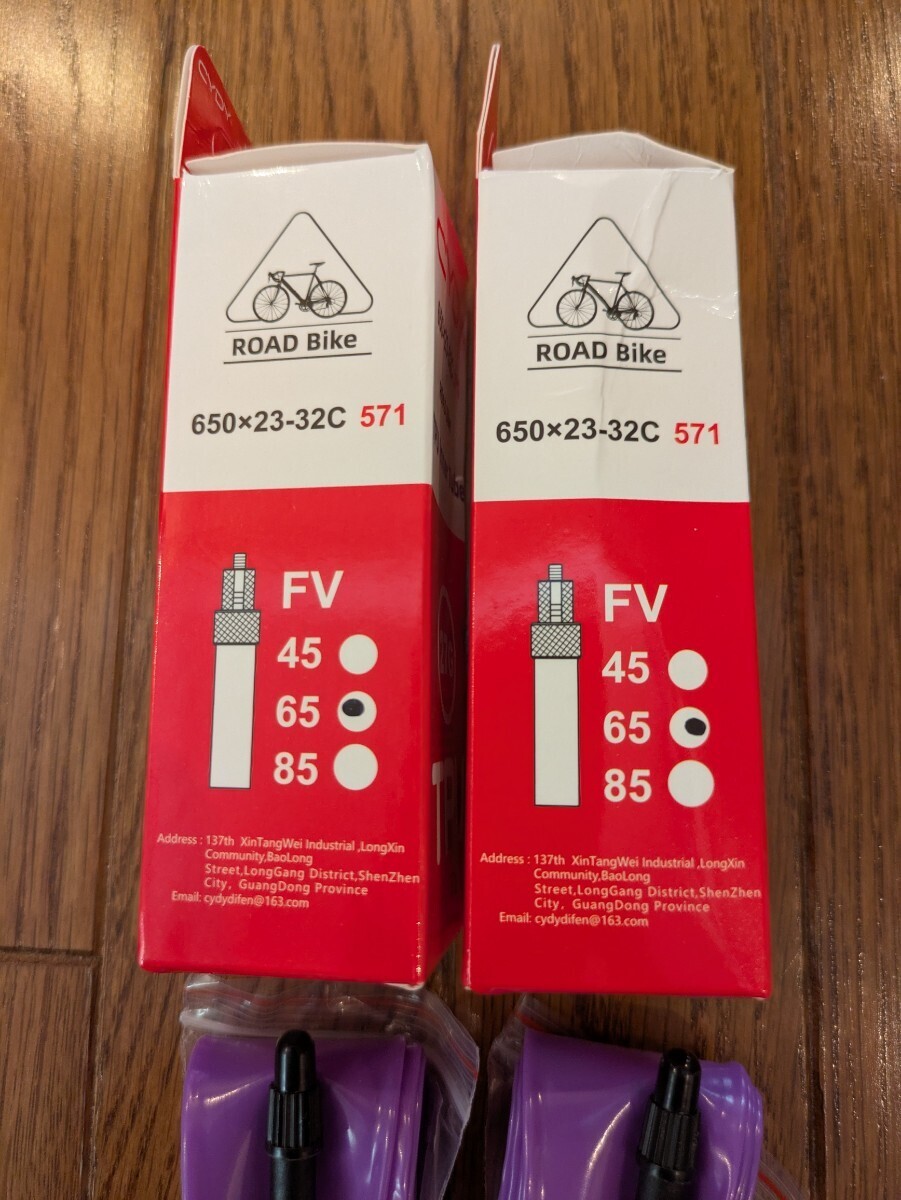 CYDY
ROAD Bike
650×23-32C 571
FV
45
65
85
Address : 137th XinTangWei Industrial ,LongXin
Community,BaoLong
Street,LongGang District,ShenZhen
City, GuangDong Province
Email: cydydifen@163.com
ROAD Bike
650×23-32C 571
FV
45
65
85
Address : 137th XinTangWei Industrial ,LongXin
Community,BaoLong
Street,LongGang District,ShenZhen
City, GuangDong Province
Email: cydydifen@163.com